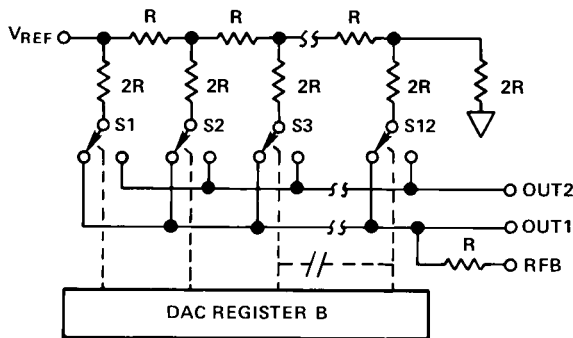 R R R
VREF
2R 2R 2R 2R 2R
S1 S2 S3 S12
OUT2
OUT1
R
RFB
DAC REGISTER B